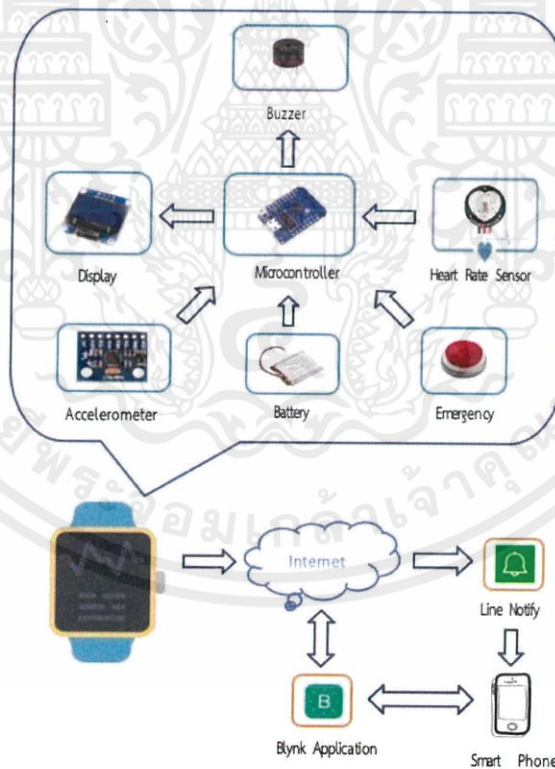 Buzzer
Display
Microcontroller
Heart Rate Sensor
Accelerometer
Battery
Emergency
Internet
Line Notify
B
Blynk Application
Smart Phone